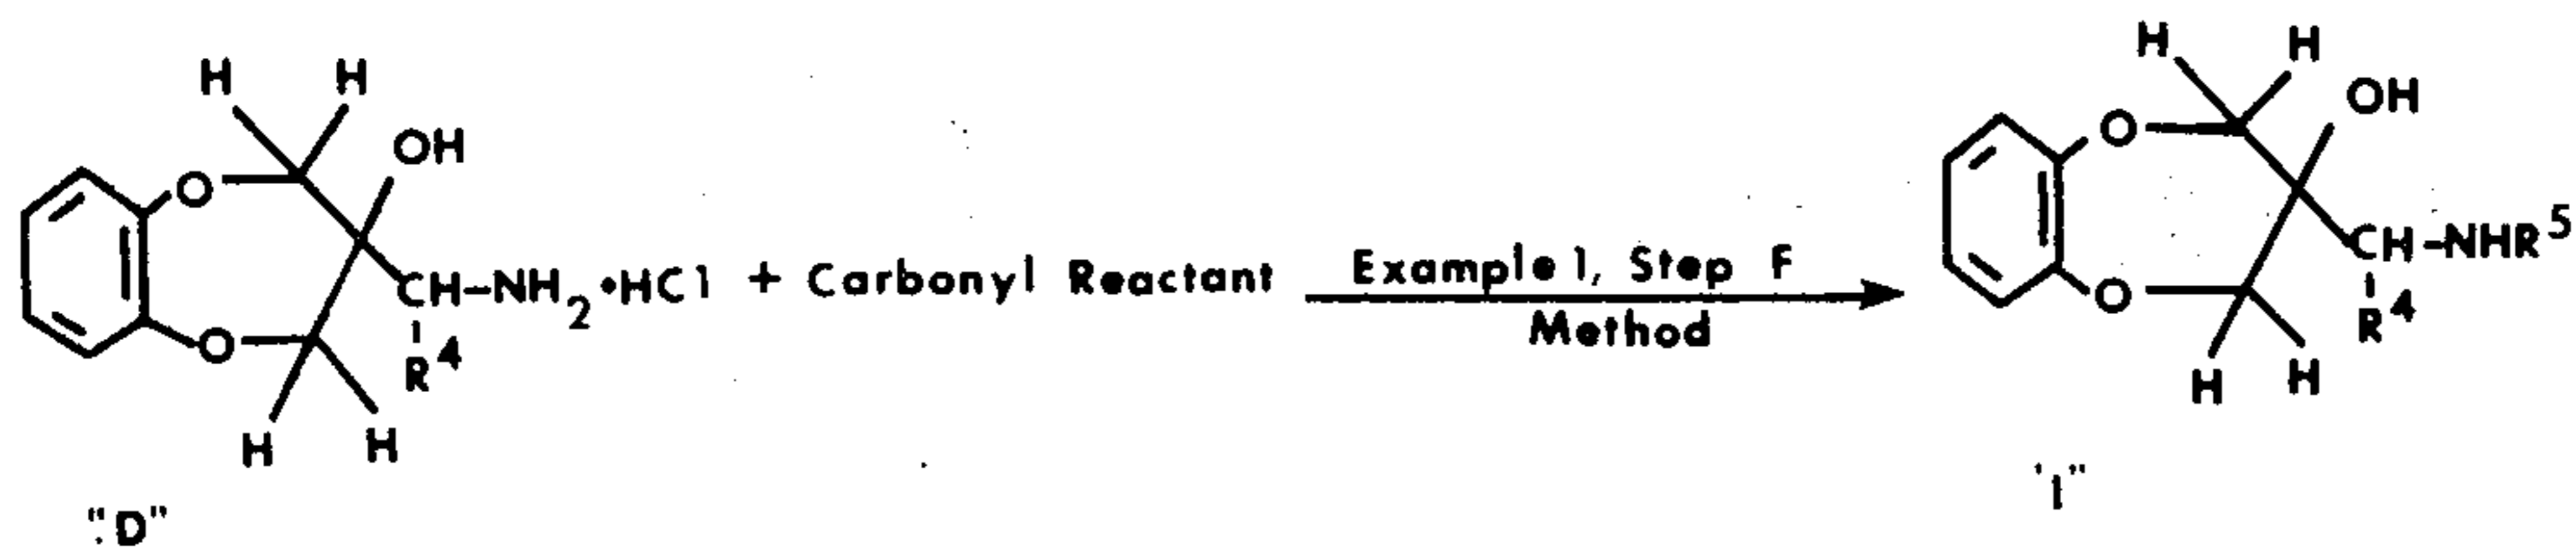 H H
OH
O
CH-NH2•HCl + Carbonyl Reactant
R4
O
H H
":D"
Example 1, Step F
Method
H H
OH
O
CH-NHR5
R4
O
H H
'I"